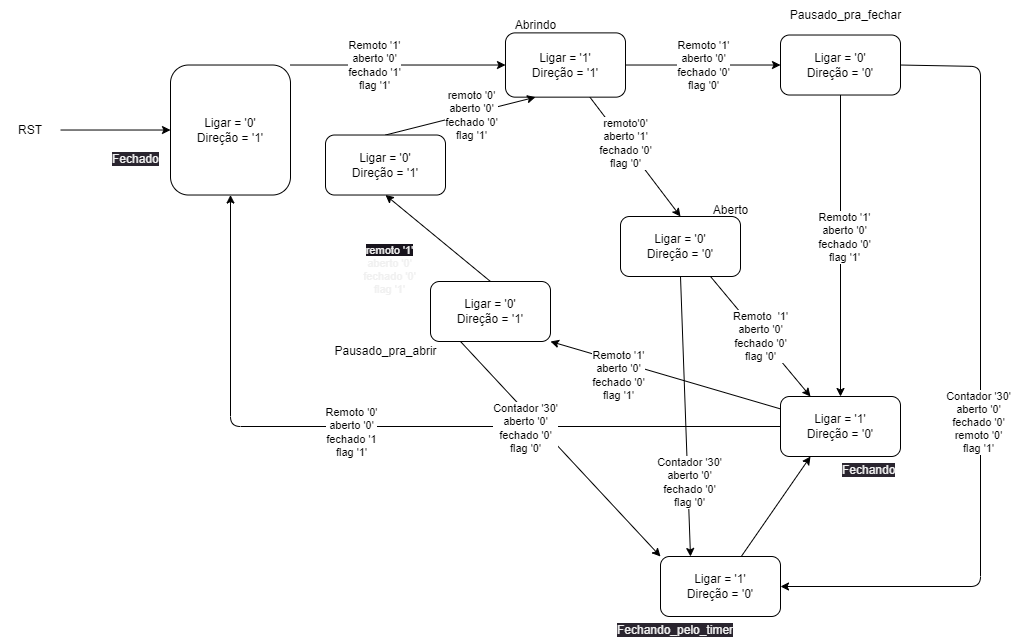 Pausado_pra_fechar
Abrindo
Ligar = '1'
Direção = '1'
Remoto '1'
aberto '0'
fechado '1'
flag '1'
Remoto '1'
aberto '0'
fechado '0'
flag '0'
Ligar = '0'
Direção = '0'
RST
Ligar = '0'
Direção = '1'
Fechado
remoto '0'
aberto '0'
fechado '0'
flag '1'
Ligar = '0'
Direção = '1'
remoto'0'
aberto '1'
fechado '0'
flag '0'
Aberto
Ligar = '0'
Direção = '0'
Remoto '1'
aberto '0'
fechado '0'
flag '1'
remoto '1'
aberto '0'
fechado '0'
flag '1'
Ligar = '0'
Direção = '1'
Pausado_pra_abrir
Remoto '1'
aberto '0'
fechado '0'
flag '0'
Remoto '1'
aberto '0'
fechado '0'
flag '1'
Remoto '0'
aberto '0'
fechado '1
flag '1'
Contador '30'
aberto '0'
fechado '0'
flag '0'
Ligar = '1'
Direção = '0'
Fechando
Contador '30'
aberto '0'
fechado '0'
remoto '0'
flag '1'
Contador '30'
aberto '0'
fechado '0'
flag '0'
Ligar = '1'
Direção = '0'
Fechando_pelo_timer